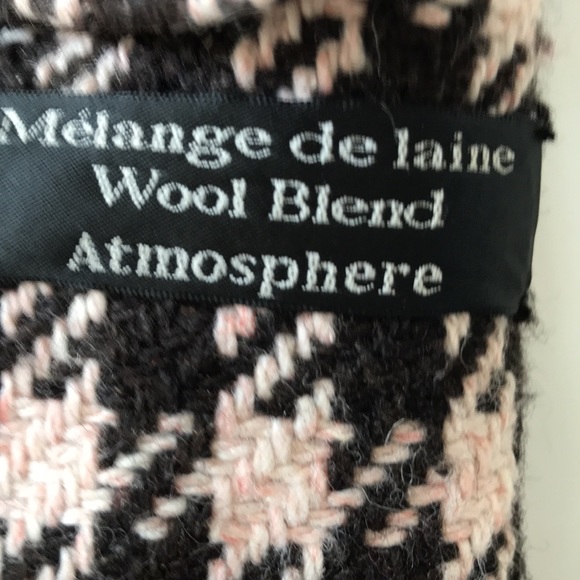 Mélange de laine
Wool Blend
Atmosphere